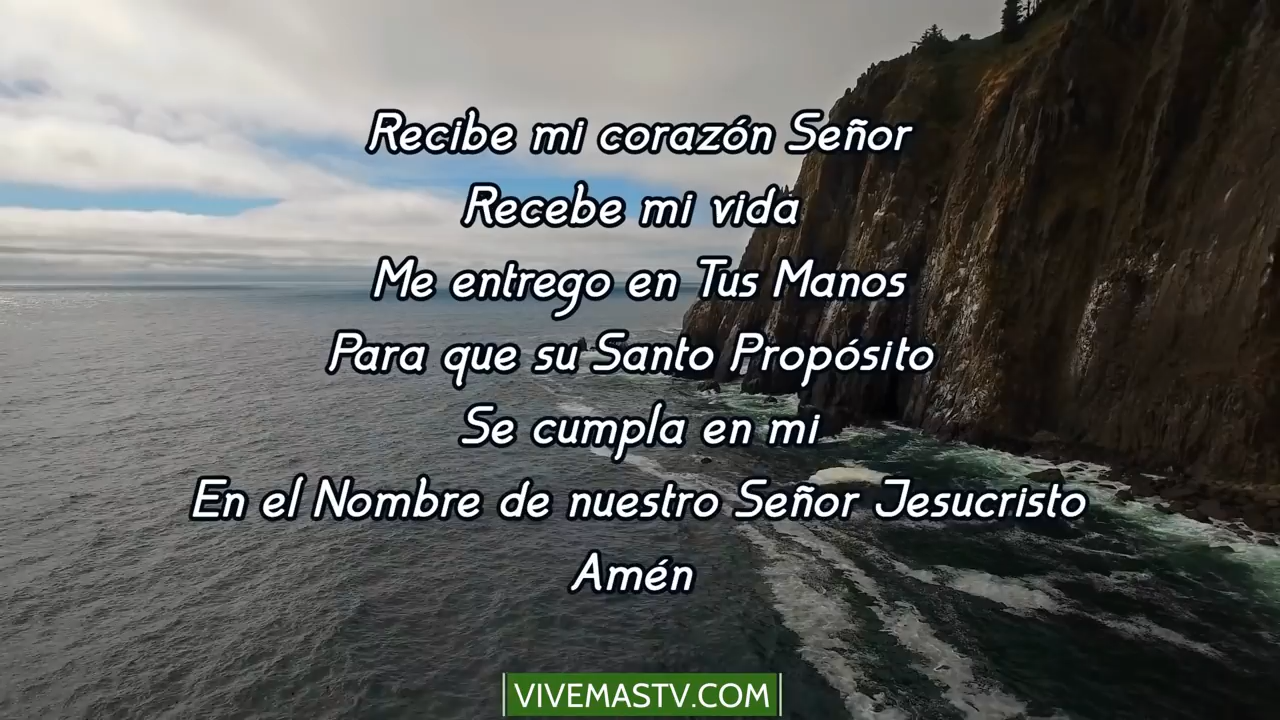 Recibe mi corazón Señor
Recebe mi vida
Me entrego en Tus Manos
Para que su Santo Propósito
Se cumpla en mi
En el Nombre de nuestro Señor Jesucristo
Amén
VIVEMASTV.COM